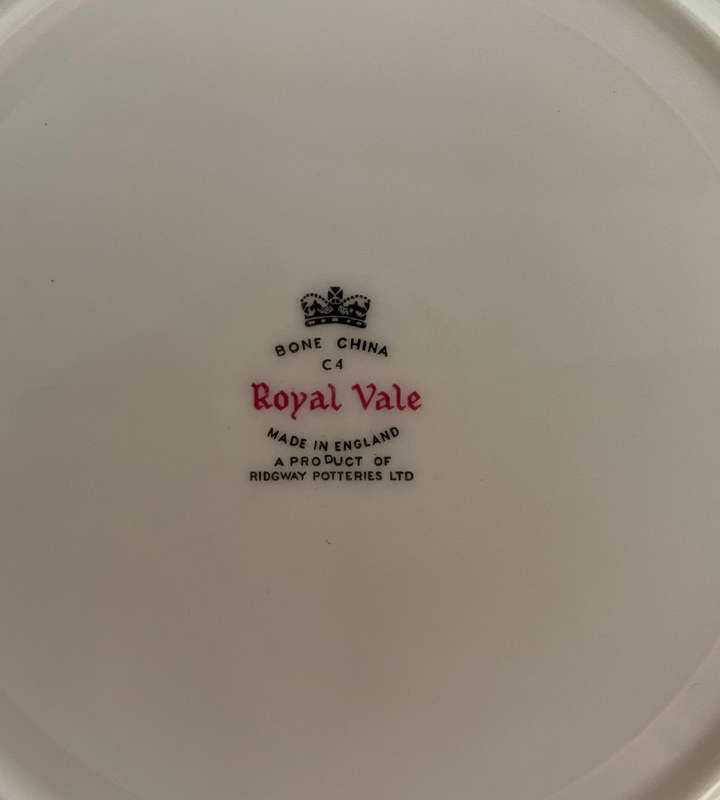 BONE CHINA
C4
Royal Vale
MADE IN ENGLAND
A PRODUCT OF
RIDGWAY POTTERIES LTD